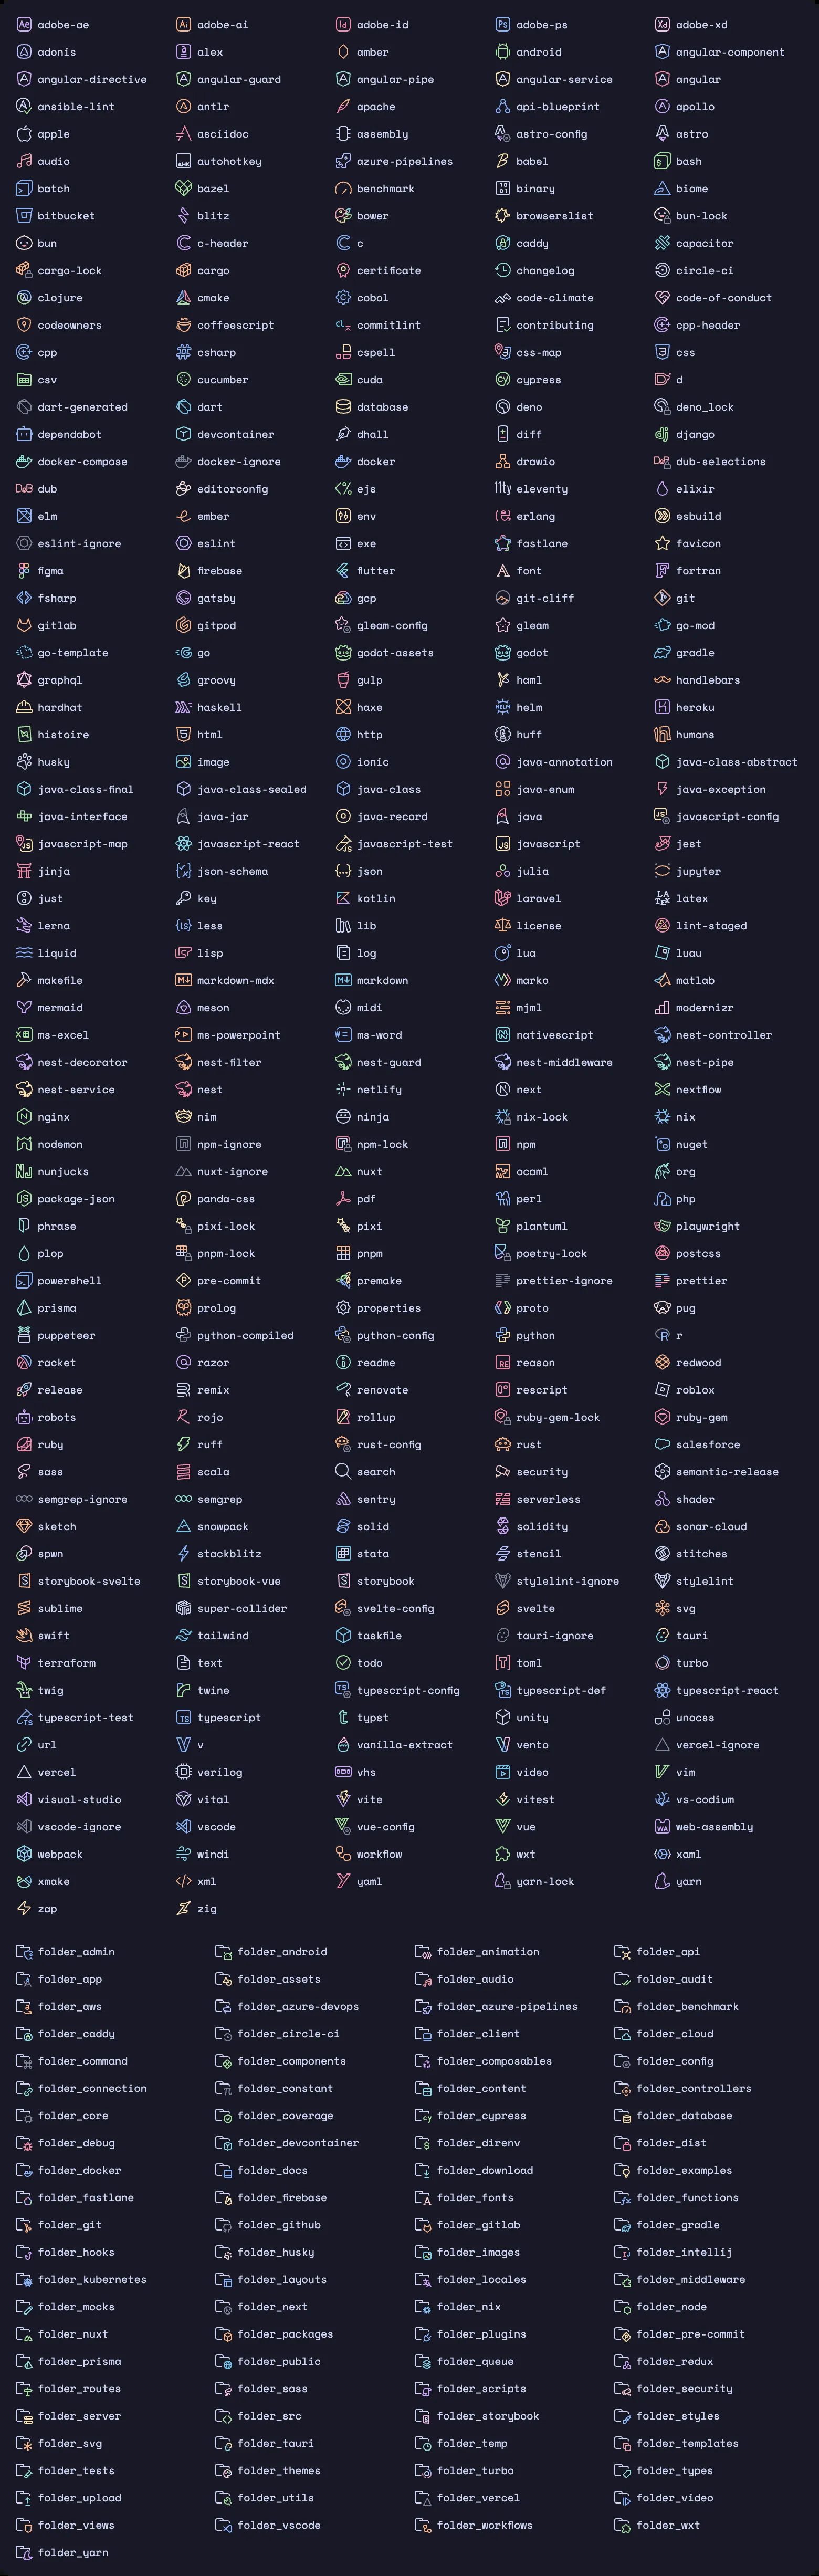 adobe-ae adobe-ai adobe-id adobe-ps adobe-xd
adonis alex amber android angular-component
angular-directive angular-guard angular-pipe angular-service angular
ansible-lint antlr apache api-blueprint apollo
apple asciidoc assembly astro-config astro
audio autohotkey azure-pipelines babel bash
batch bazel benchmark binary biome
bitbucket blitz bower browserslist bun-lock
bun c-header c caddy capacitor
cargo-lock cargo certificate changelog circle-ci
clojure cmake cobol code-climate code-of-conduct
codeowners coffeescript commitlint contributing cpp-header
cpp csharp cspell css-map css
csv cucumber cuda cypress d
dart-generated dart database deno deno_lock
dependabot devcontainer dhall diff django
docker-compose docker-ignore docker drawio dub-selections
dub editorconfig ejs eleventy elixir
elm ember env erlang esbuild
eslint-ignore eslint exe fastlane favicon
figma firebase flutter font fortran
fsharp gatsby gcp git-cliff git
gitlab gitpod gleam-config gleam go-mod
go-template go godot-assets godot gradle
graphql groovy gulp haml handlebars
hardhat haskell haxe helm heroku
histoire html http huff humans
husky image ionic java-annotation java-class-abstract
java-class-final java-class-sealed java-class java-enum java-exception
java-interface java-jar java-record java javascript-config
javascript-map javascript-react javascript-test javascript jest
jinja json-schema json julia jupyter
just key kotlin laravel latex
lerna less lib license lint-staged
liquid lisp log lua luau
makefile markdown-mdx markdown marko matlab
mermaid meson midi mjml modernizr
ms-excel ms-powerpoint ms-word nativescript nest-controller
nest-decorator nest-filter nest-guard nest-middleware nest-pipe
nest-service nest netlify next nextflow
nginx nim ninja nix-lock nix
nodemon npm-ignore npm-lock npm nuget
nunjucks nuxt-ignore nuxt ocaml org
package-json panda-css pdf perl php
phrase pixi-lock pixi plantuml playwright
plop pnpm-lock pnpm poetry-lock postcss
powershell pre-commit premake prettier-ignore prettier
prisma prolog properties proto pug
puppeteer python-compiled python-config python r
racket razor readme reason redwood
release remix renovate rescript roblox
robots rojo rollup ruby-gem-lock ruby-gem
ruby ruff rust-config rust salesforce
sass scala search security semantic-release
semgrep-ignore semgrep sentry serverless shader
sketch snowpack solid solidity sonar-cloud
spwn stackblitz stata stencil stitches
storybook-svelte storybook-vue storybook stylelint-ignore stylelint
sublime super-collider svelte-config svelte svg
swift tailwind taskfile tauri-ignore tauri
terraform text todo toml turbo
twig twine typescript-config typescript-def typescript-react
typescript-test typescript typst unity unocss
url v vanilla-extract vento vercel-ignore
vercel verilog vhs video vim
visual-studio vital vite vitest vs-codium
vscode-ignore vscode vue-config vue web-assembly
webpack windi workflow wxt xaml
xmake xml yaml yarn-lock yarn
zap zig
folder_admin folder_android folder_animation folder_api
folder_app folder_assets folder_audio folder_audit
folder_aws folder_azure-devops folder_azure-pipelines folder_benchmark
folder_caddy folder_circle-ci folder_client folder_cloud
folder_command folder_components folder_composables folder_config
folder_connection folder_constant folder_content folder_controllers
folder_core folder_coverage folder_cypress folder_database
folder_debug folder_devcontainer folder_direnv folder_dist
folder_docker folder_docs folder_download folder_examples
folder_fastlane folder_firebase folder_fonts folder_functions
folder_git folder_github folder_gitlab folder_gradle
folder_hooks folder_husky folder_images folder_intellij
folder_kubernetes folder_layouts folder_locales folder_middleware
folder_mocks folder_next folder_nix folder_node
folder_nuxt folder_packages folder_plugins folder_pre-commit
folder_prisma folder_public folder_queue folder_redux
folder_routes folder_sass folder_scripts folder_security
folder_server folder_src folder_storybook folder_styles
folder_svg folder_tauri folder_temp folder_templates
folder_tests folder_themes folder_turbo folder_types
folder_upload folder_utils folder_vercel folder_video
folder_views folder_vscode folder_workflows folder_wxt
folder_yarn